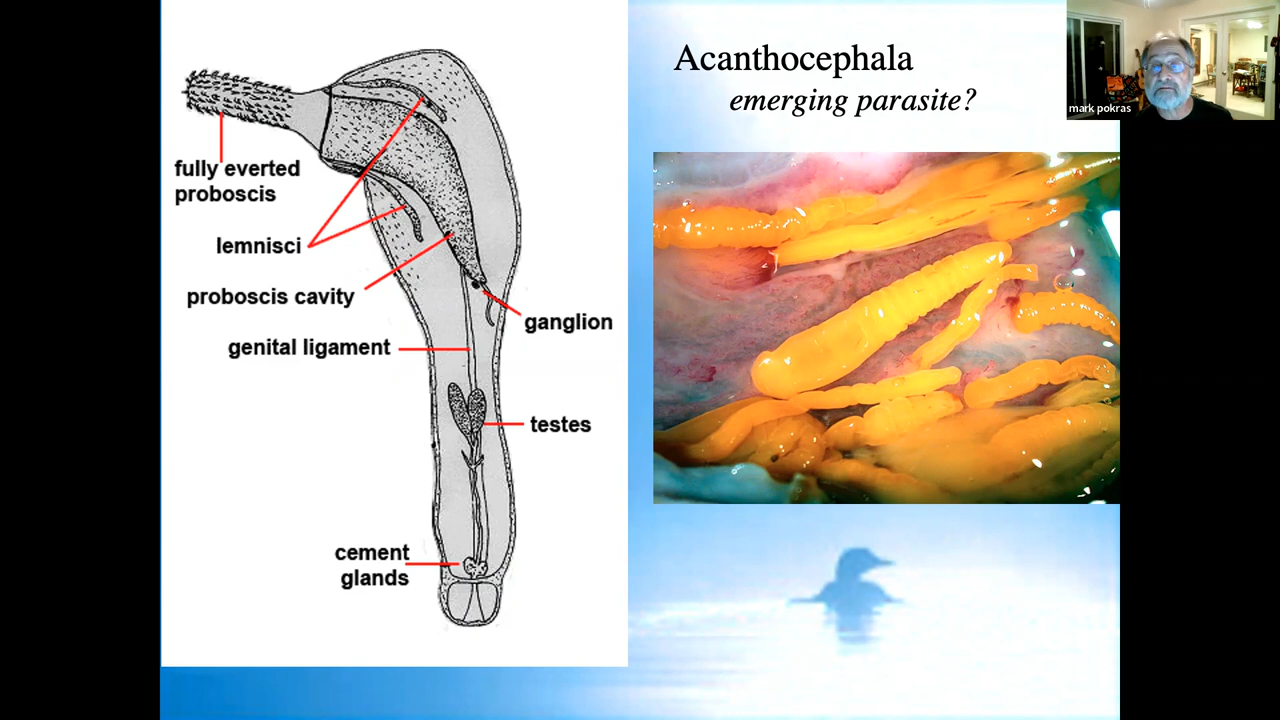 Acanthocephala
emerging parasite?
mark pokras
fully everted
proboscis
lemnisci
proboscis cavity
ganglion
genital ligament
testes
cement
glands